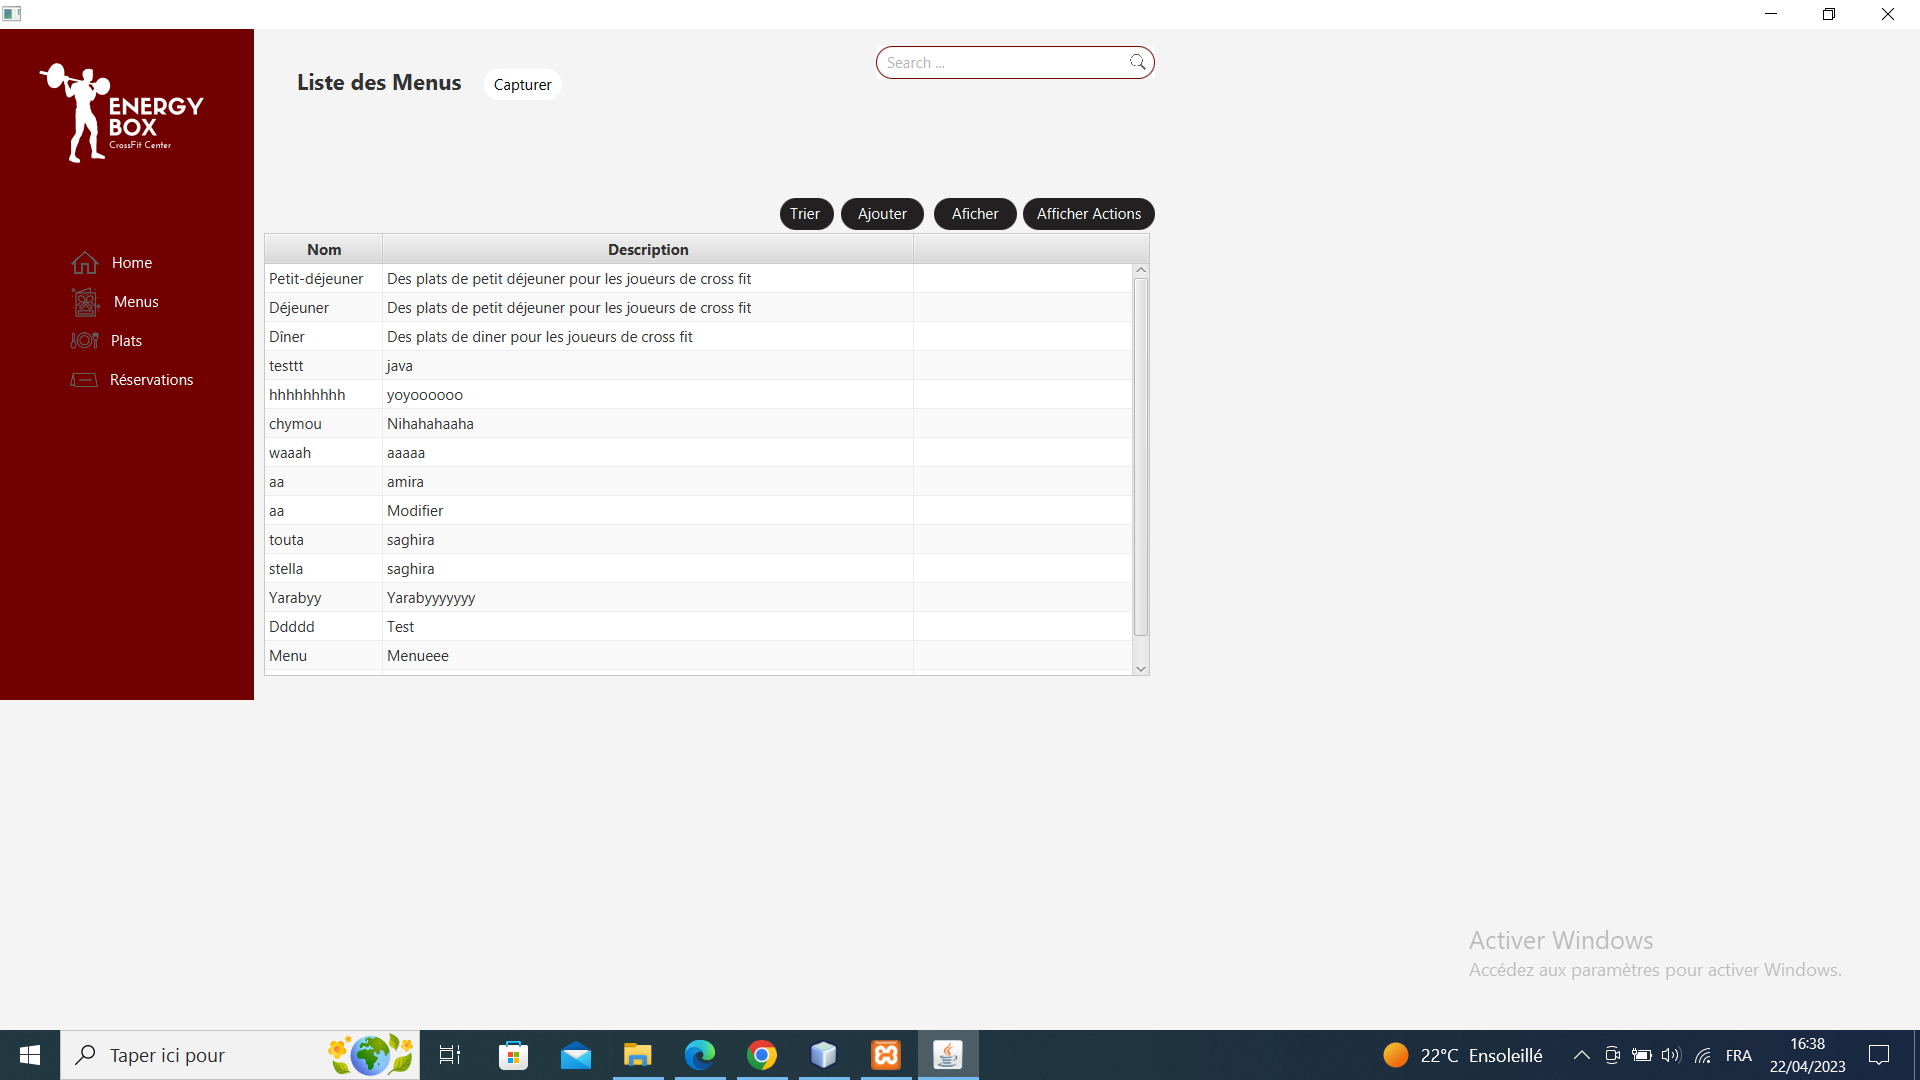 ENERGY
BOX
CrossFit Center
Liste des Menus
Capturer
Search ...
Home
Menus
Plats
Réservations
Trier
Ajouter
Aficher
Afficher Actions
Nom Description
Petit-déjeuner Des plats de petit déjeuner pour les joueurs de cross fit
Déjeuner Des plats de petit déjeuner pour les joueurs de cross fit
Dîner Des plats de diner pour les joueurs de cross fit
testtt java
hhhhhhhhh yoyoooooo
chymou Nihahahaaha
waaah aaaaa
aa amira
aa Modifier
touta saghira
stella saghira
Yarabyy Yarabyyyyyyy
Ddddd Test
Menu Menueee
Activer Windows
Accédez aux paramètres pour activer Windows.
Taper ici pour
22°C Ensoleillé
FRA
16:38
22/04/2023